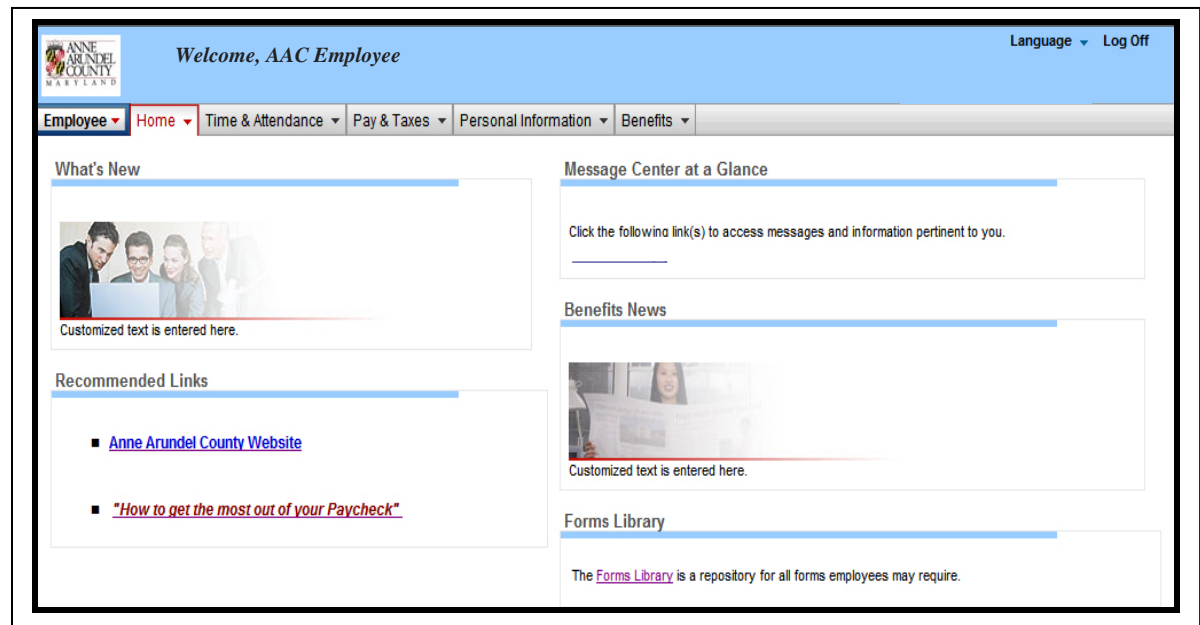 ANNE
ARUNDEL
COUNTY
MARYLAND
Welcome, AAC Employee
Language Log Off
Employee Home Time & Attendance Pay & Taxes Personal Information Benefits
What's New
Customized text is entered here.
Recommended Links
Anne Arundel County Website
"How to get the most out of your Paycheck"
Message Center at a Glance
Click the following link(s) to access messages and information pertinent to you.
Benefits News
Customized text is entered here.
Forms Library
The Forms Library is a repository for all forms employees may require.